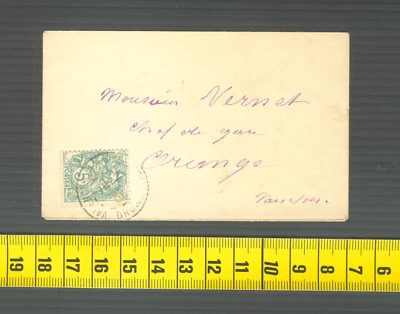 Monsieur Vernet
Chef de gare
Orange
Vaucluse.
19 18 17 16 15 14 13 12 11 10 9 8 7 6